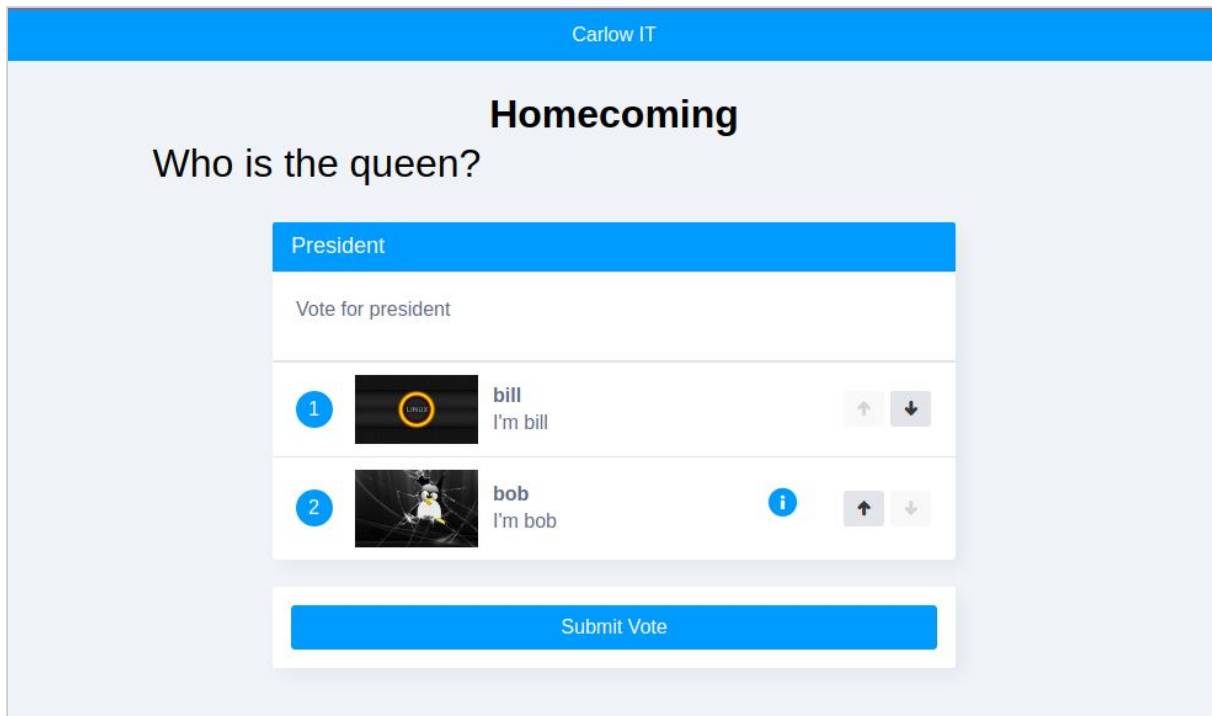 Carlow IT
Homecoming
Who is the queen?
President
Vote for president
1
LINUX
bill
I'm bill
2
bob
I'm bob
i
Submit Vote